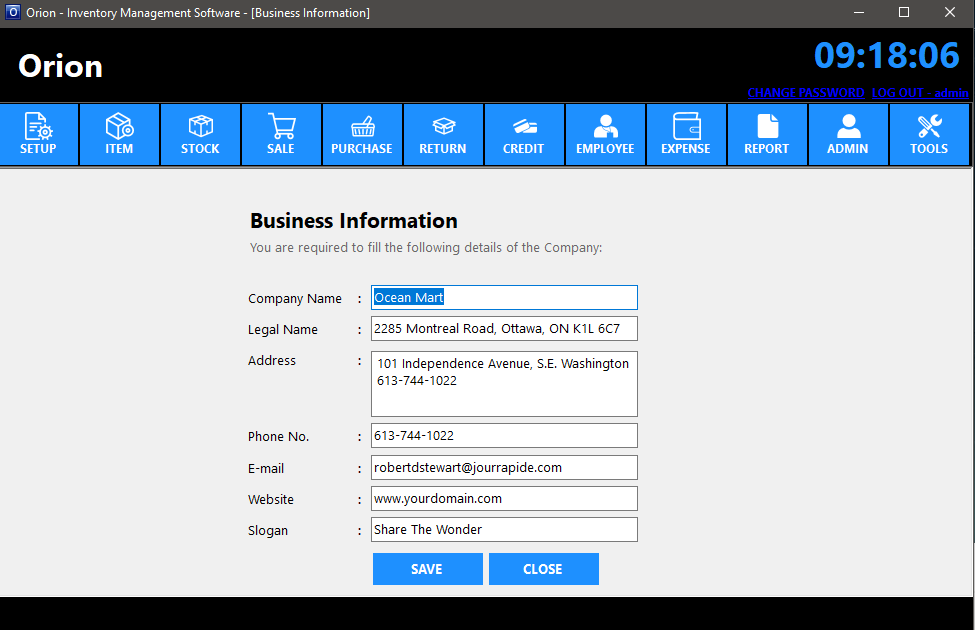 Orion - Inventory Management Software - [Business Information]
Orion
09:18:06
CHANGE PASSWORD LOG OUT - admin
SETUP ITEM STOCK SALE PURCHASE RETURN CREDIT EMPLOYEE EXPENSE REPORT ADMIN TOOLS
Business Information
You are required to fill the following details of the Company:
Company Name : Ocean Mart
Legal Name : 2285 Montreal Road, Ottawa, ON K1L 6C7
Address : 101 Independence Avenue, S.E. Washington
613-744-1022
Phone No. : 613-744-1022
E-mail : robertdstewart@jourrapide.com
Website : www.yourdomain.com
Slogan : Share The Wonder
SAVE CLOSE